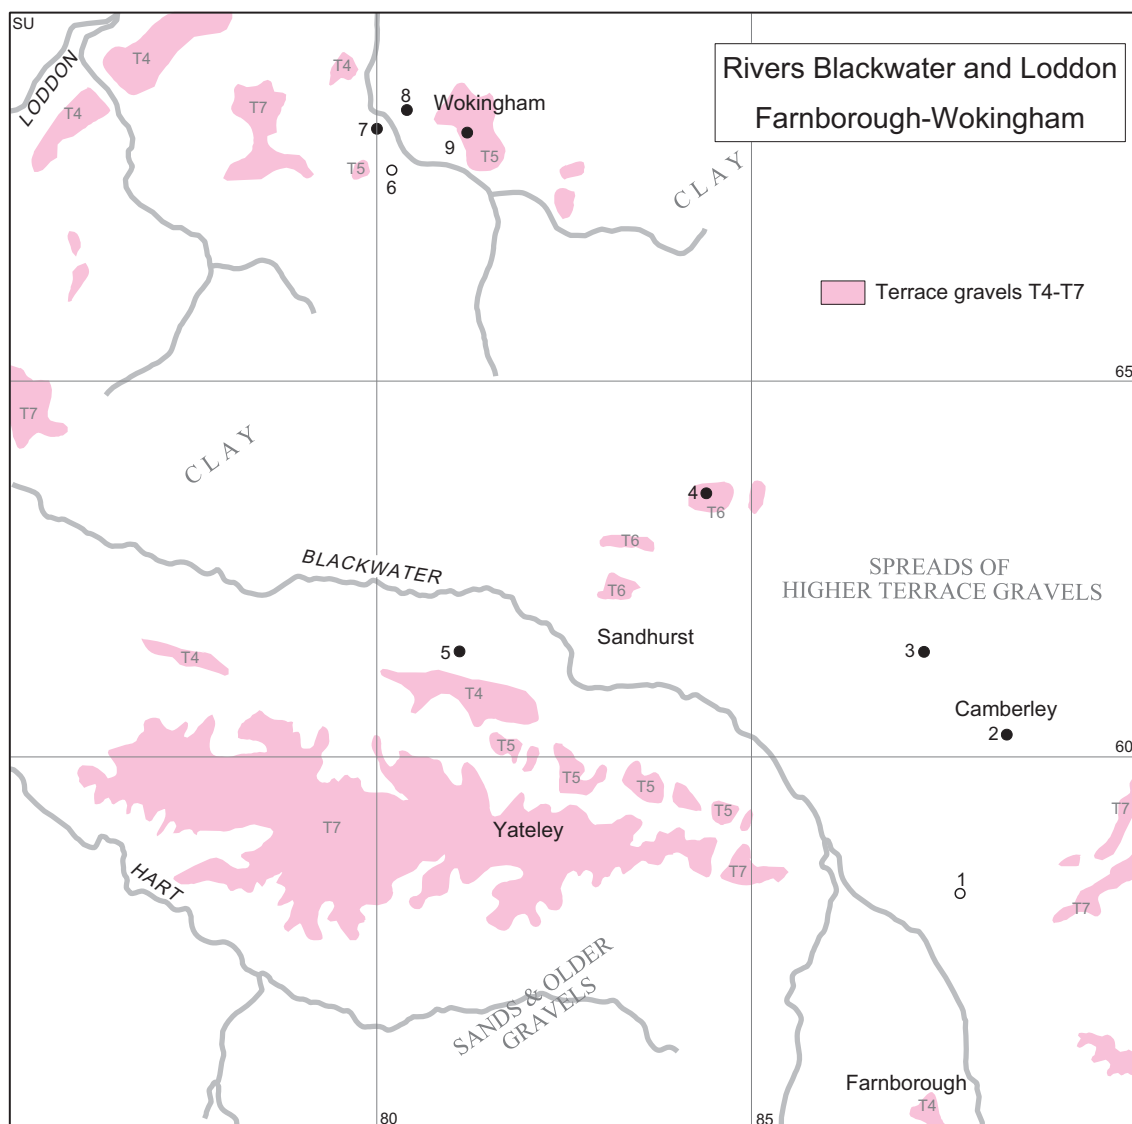 SU
Rivers Blackwater and Loddon
Farnborough-Wokingham
LODDON
T4
T4
T4
T7
8
Wokingham
7
9
T5
T5
6
CLAY
Terrace gravels T4-T7
65
T7
CLAY
4
T6
T6
T6
BLACKWATER
SPREADS OF
HIGHER TERRACE GRAVELS
Sandhurst
5
3
T4
T4
Camberley
2
T5
60
T5
T5
T5
T7
T7
Yateley
T7
HART
1
T7
SANDS & OLDER
GRAVELS
Farnborough
T4
80
85